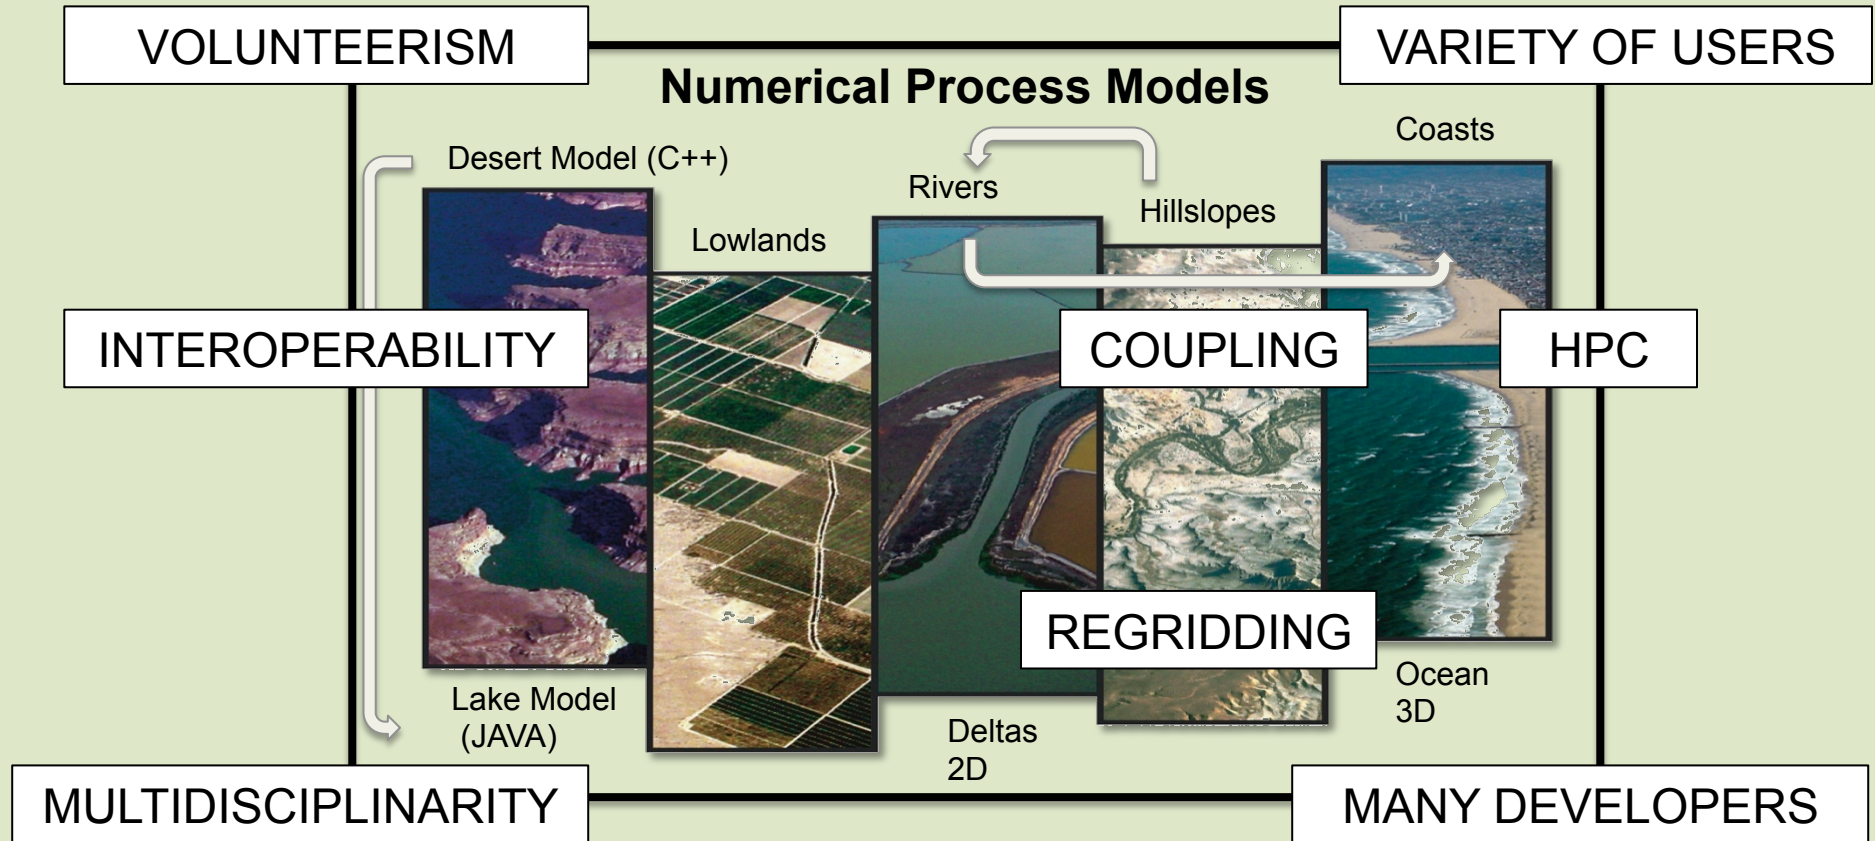 VOLUNTEERISM
VARIETY OF USERS
Numerical Process Models
Coasts
Desert Model (C++)
Rivers
Hillslopes
Lowlands
INTEROPERABILITY
COUPLING
HPC
REGRIDDING
Lake Model
(JAVA)
Deltas
2D
Ocean
3D
MULTIDISCIPLINARITY
MANY DEVELOPERS